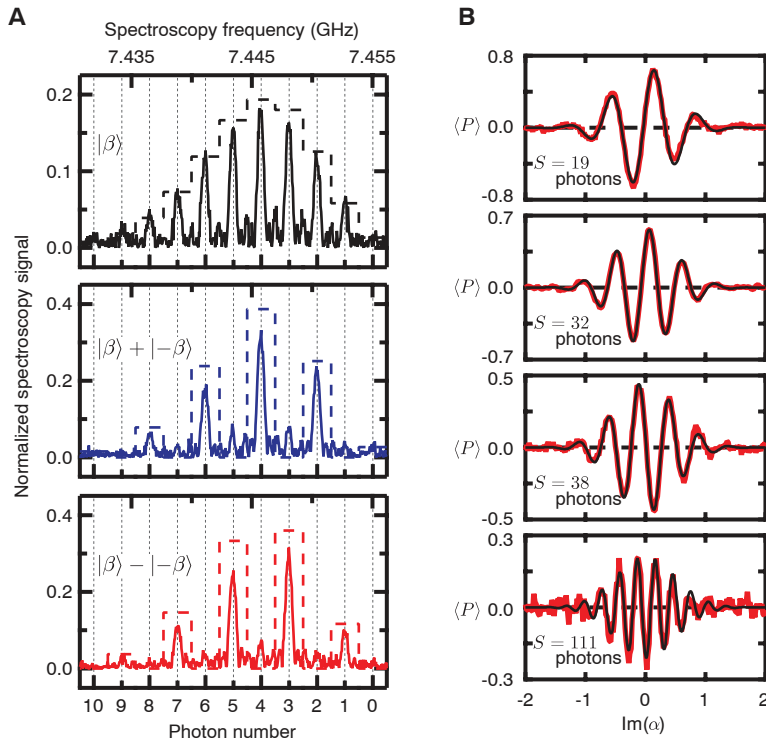 A
Spectroscopy frequency (GHz)
7.435 7.445 7.455
Normalized spectroscopy signal
0.2
|β⟩
0.1
0.0
0.4
|β⟩ + |−β⟩
0.2
0.0
0.4
|β⟩ − |−β⟩
0.2
0.0
10 9 8 7 6 5 4 3 2 1 0
Photon number
B
0.8
⟨P⟩ 0.0
S = 19
photons
-0.8
0.7
⟨P⟩ 0.0
S = 32
photons
-0.7
0.5
⟨P⟩ 0.0
S = 38
photons
-0.5
0.3
⟨P⟩ 0.0
S = 111
photons
-0.3
-2 -1 0 1 2
Im(α)